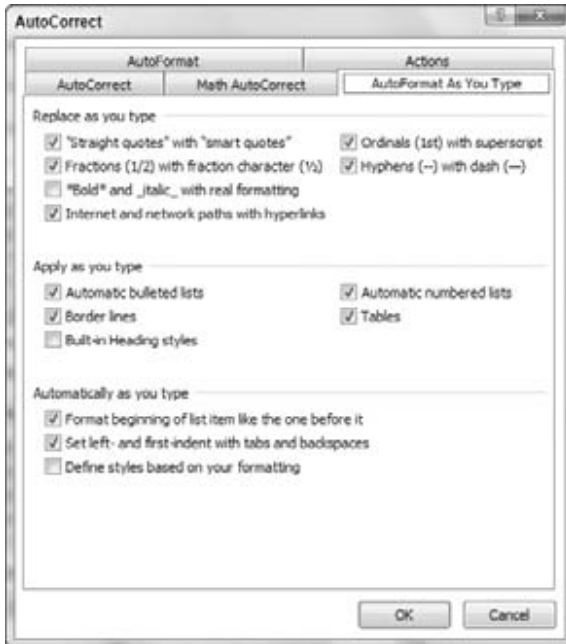 AutoCorrect
AutoFormat Actions
AutoCorrect Math AutoCorrect AutoFormat As You Type
Replace as you type
"Straight quotes" with “smart quotes” Ordinals (1st) with superscript
Fractions (1/2) with fraction character (½) Hyphens (--) with dash (—)
*Bold* and _italic_ with real formatting
Internet and network paths with hyperlinks
Apply as you type
Automatic bulleted lists Automatic numbered lists
Border lines Tables
Built-in Heading styles
Automatically as you type
Format beginning of list item like the one before it
Set left- and first-indent with tabs and backspaces
Define styles based on your formatting
OK Cancel